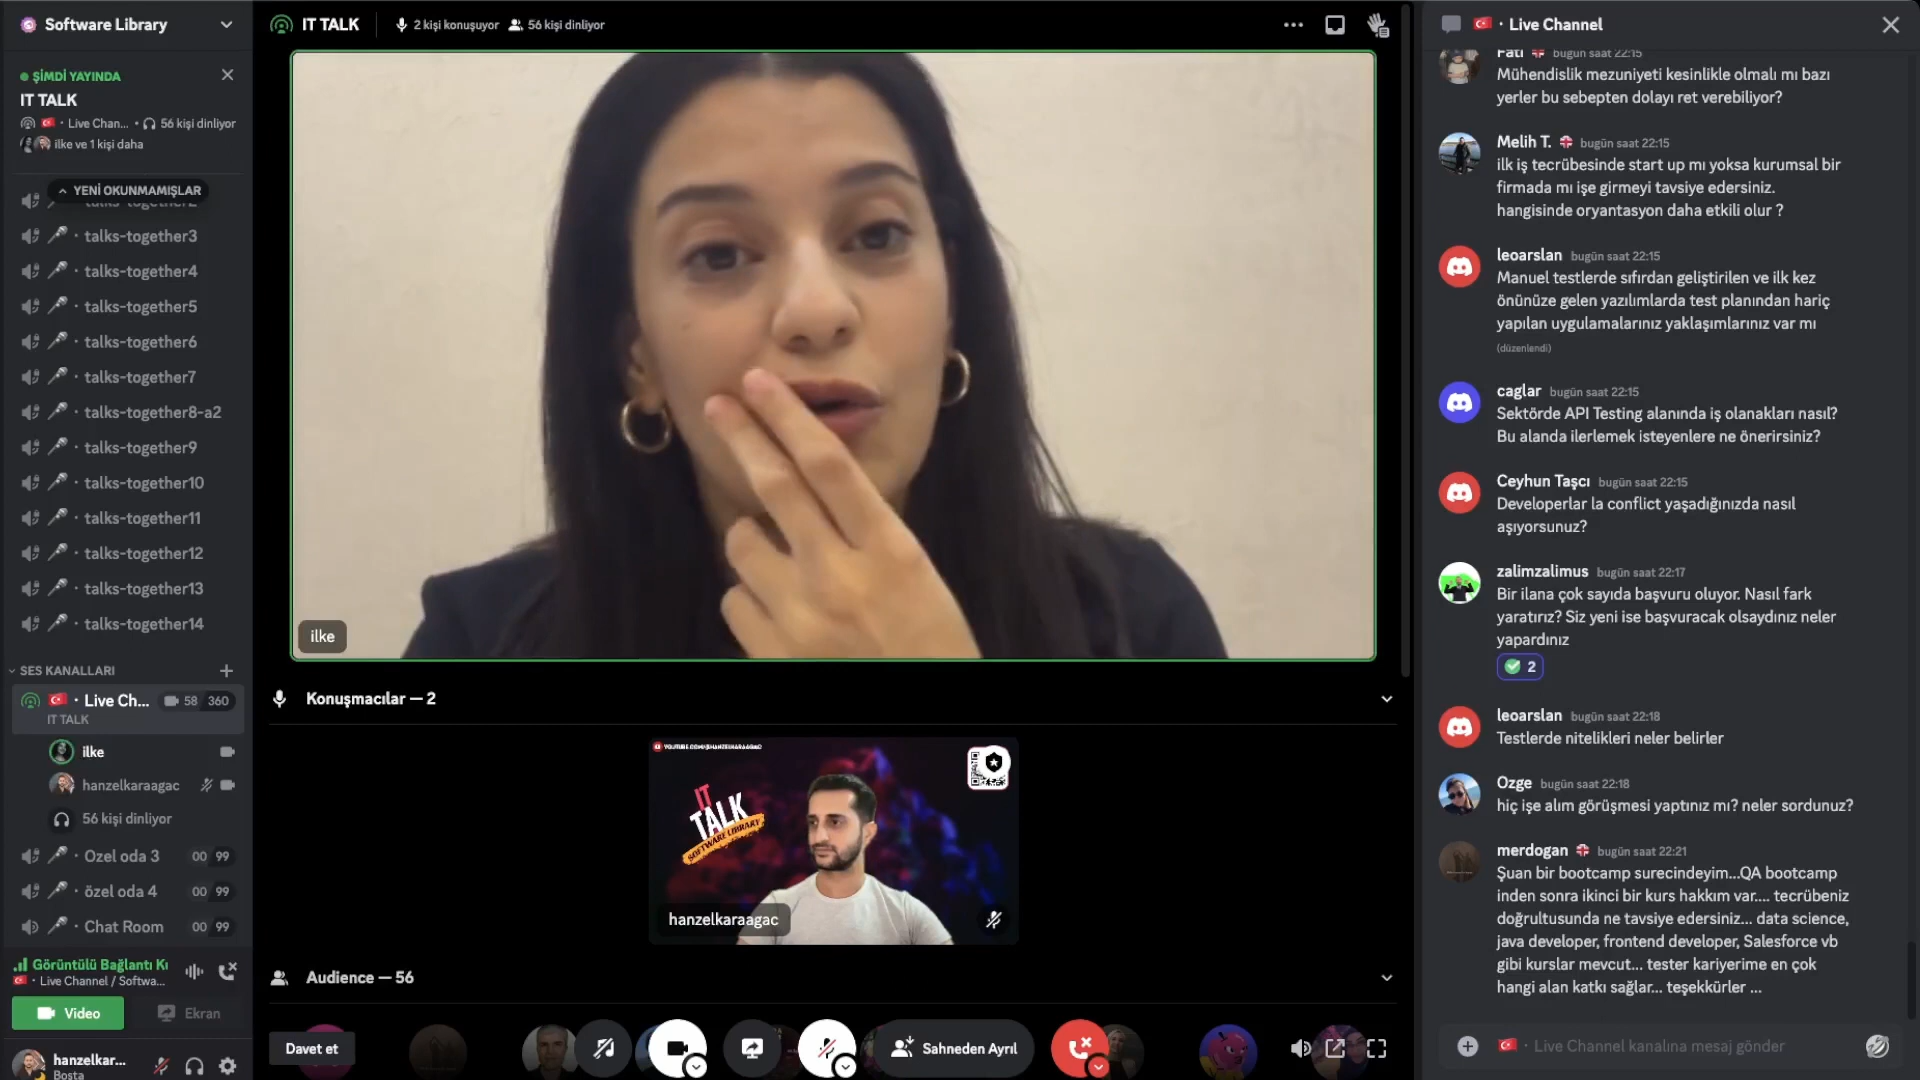 Software Library
ŞİMDİ YAYINDA
IT TALK
· Live Chan... • 56 kişi dinliyor
ilke ve 1 kişi daha
YENİ OKUNMAMIŞLAR
talks-together2
talks-together3
talks-together4
talks-together5
talks-together6
talks-together7
talks-together8-a2
talks-together9
talks-together10
talks-together11
talks-together12
talks-together13
talks-together14
SES KANALLARI
· Live Ch... 58 360
IT TALK
ilke
hanzelkaraagac
56 kişi dinliyor
Ozel oda 3 00 99
özel oda 4 00 99
Chat Room 00 99
Görüntülü Bağlantı
· Live Channel / Softwa...
Video
Ekran
hanzelkar...
Bosta
IT TALK
2 kişi konuşuyor
56 kişi dinliyor
ilke
Konuşmacılar — 2
YOUTUBE.COM/@HANZELKARAAGAC
IT
TALK
SOFTWARE LIBRARY
hanzelkaraagac
Audience — 56
Davet et
Sahneden Ayrıl
· Live Channel
Fati bugün saat 22:15
Mühendislik mezuniyeti kesinlikle olmalı mı bazı
yerler bu sebepten dolayı ret verebiliyor?
Melih T. bugün saat 22:15
ilk iş tecrübesinde start up mı yoksa kurumsal bir
firmada mı işe girmeyi tavsiye edersiniz.
hangisinde oryantasyon daha etkili olur ?
leoarslan bugün saat 22:15
Manuel testlerde sıfırdan geliştirilen ve ilk kez
önünüze gelen yazılımlarda test planından hariç
yapılan uygulamalarınız yaklaşımlarınız var mı
(düzenlendi)
caglar bugün saat 22:15
Sektörde API Testing alanında iş olanakları nasıl?
Bu alanda ilerlemek isteyenlere ne önerirsiniz?
Ceyhun Taşcı bugün saat 22:15
Developerlar la conflict yaşadığınızda nasıl
aşıyorsunuz?
zalimzalimus bugün saat 22:17
Bir ilana çok sayıda başvuru oluyor. Nasıl fark
yaratırız? Siz yeni ise başvuracak olsaydınız neler
yapardınız
2
leoarslan bugün saat 22:18
Testlerde nitelikleri neler belirler
Ozge bugün saat 22:18
hiç işe alım görüşmesi yaptınız mı? neler sordunuz?
merdogan bugün saat 22:21
Şuan bir bootcamp surecindeyim...QA bootcamp
inden sonra ikinci bir kurs hakkım var.... tecrübeniz
doğrultusunda ne tavsiye edersiniz... data science,
java developer, frontend developer, Salesforce vb
gibi kurslar mevcut... tester kariyerime en çok
hangi alan katkı sağlar... teşekkürler ...
· Live Channel kanalına mesaj gönder